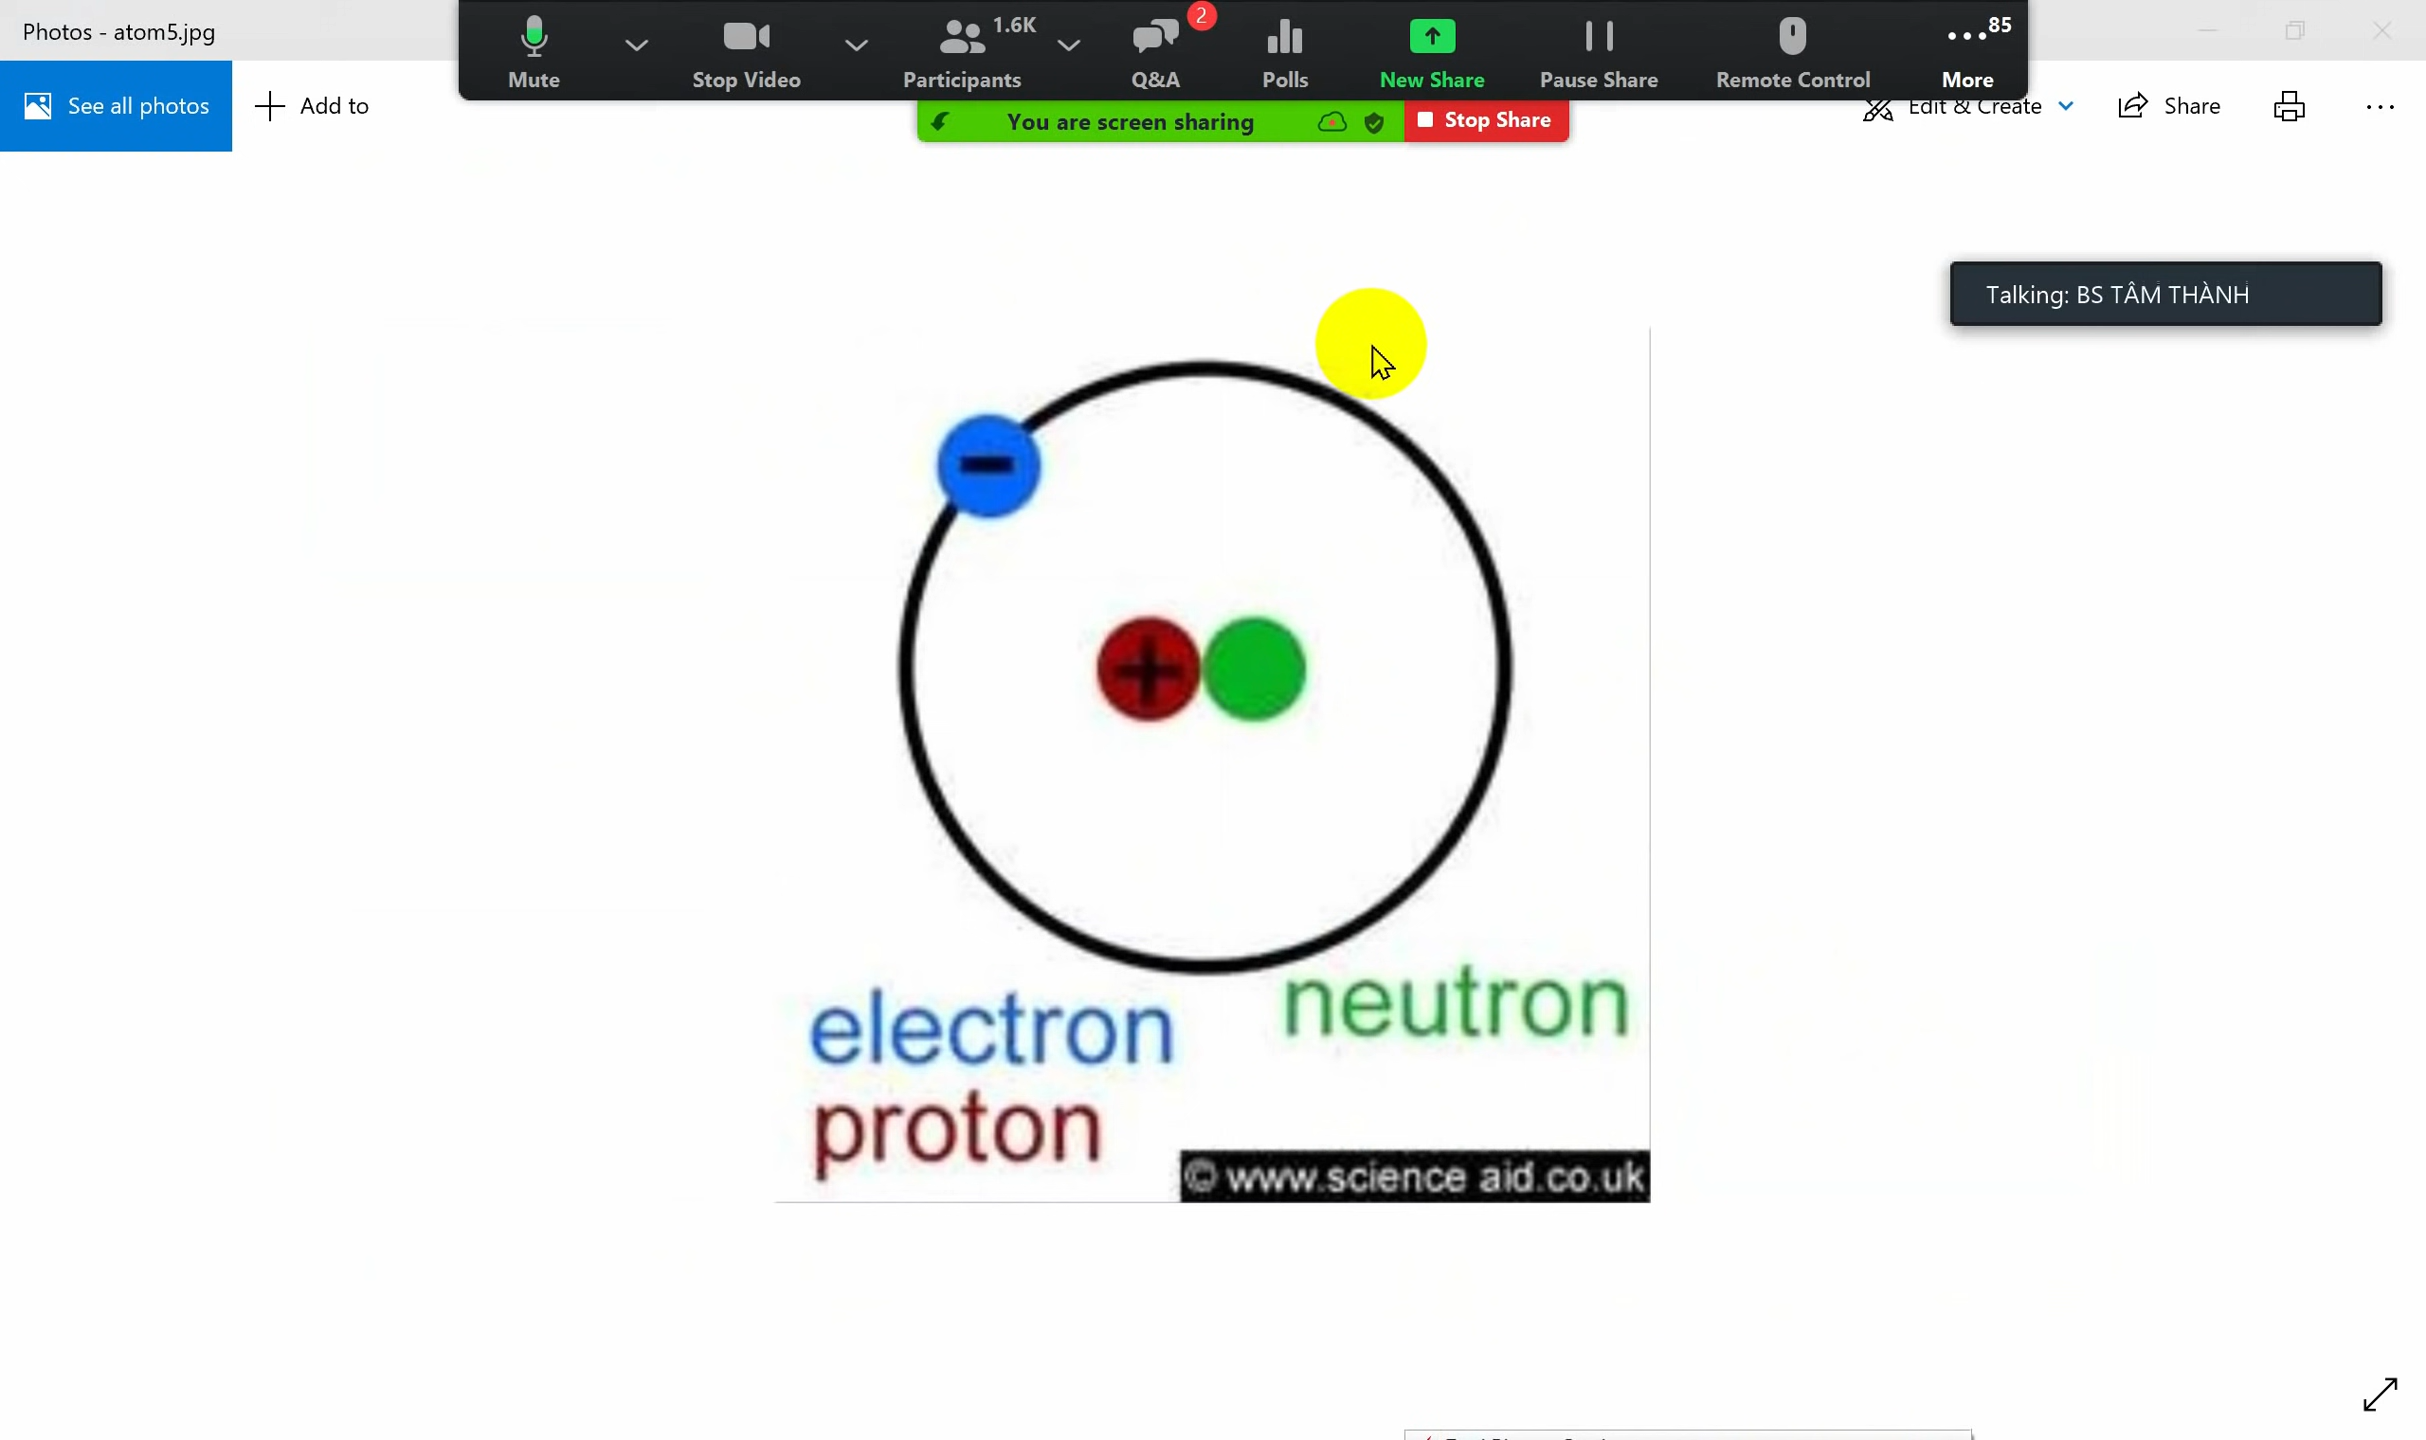 Photos - atom5.jpg
1.6K
2
85
Mute
Stop Video
Participants
Q&A
Polls
New Share
Pause Share
Remote Control
More
See all photos
Add to
You are screen sharing
Stop Share
Edit & Create
Share
Talking: BS TÂM THÀNH
−
+
neutron
electron
proton
© www.science aid.co.uk